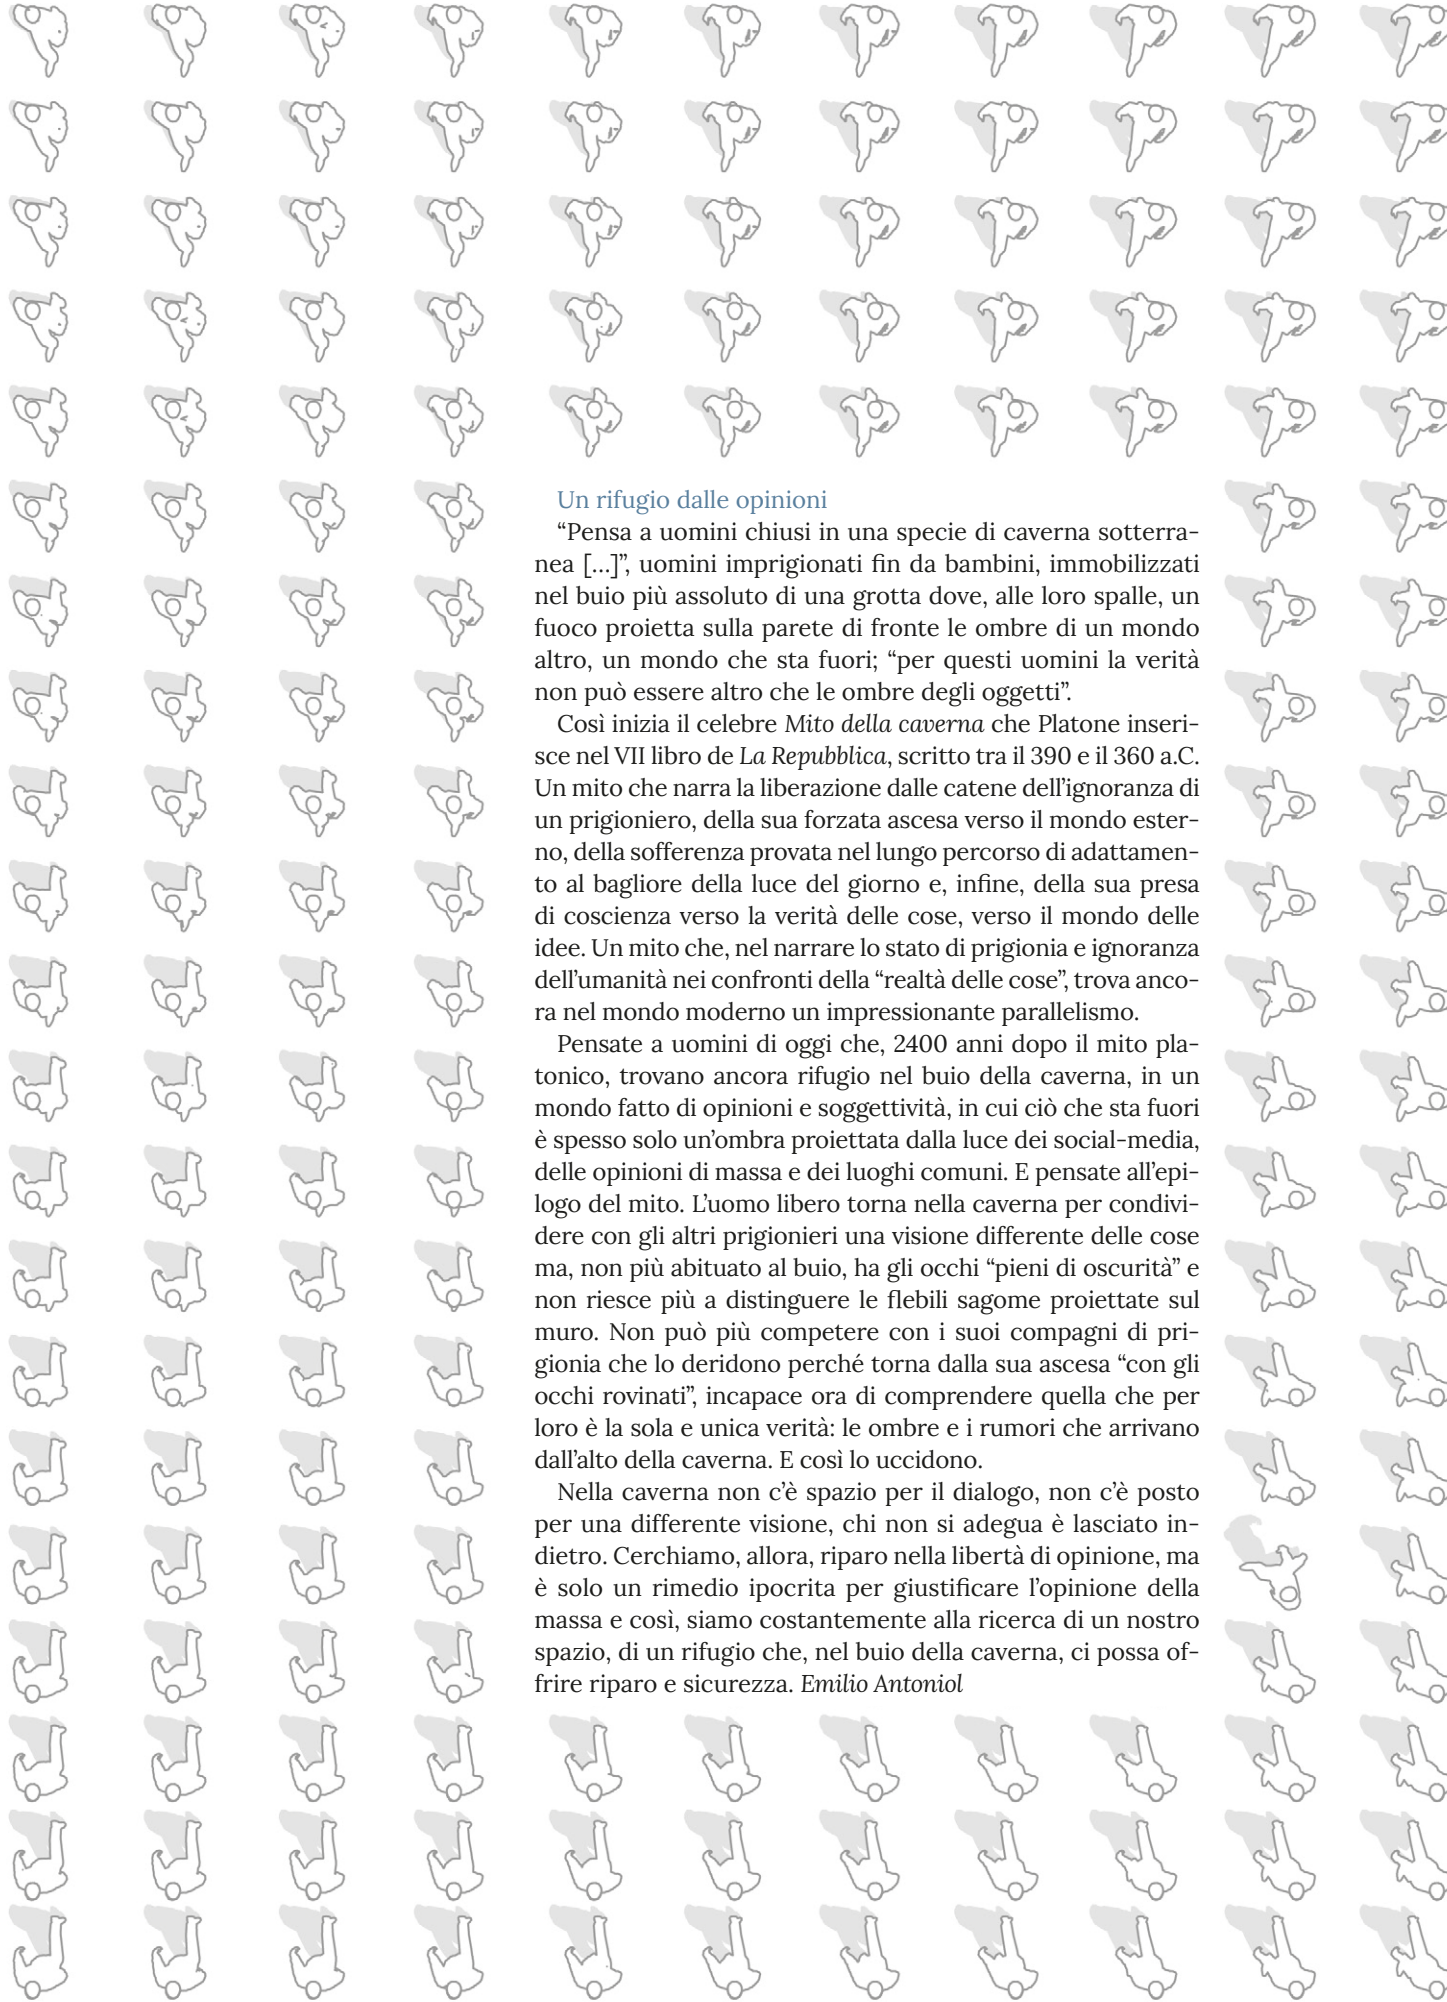 Un rifugio dalle opinioni
“Pensa a uomini chiusi in una specie di caverna sotterra-
nea [...]”, uomini imprigionati fin da bambini, immobilizzati
nel buio più assoluto di una grotta dove, alle loro spalle, un
fuoco proietta sulla parete di fronte le ombre di un mondo
altro, un mondo che sta fuori; “per questi uomini la verità
non può essere altro che le ombre degli oggetti”.
Così inizia il celebre Mito della caverna che Platone inseri-
sce nel VII libro de La Repubblica, scritto tra il 390 e il 360 a.C.
Un mito che narra la liberazione dalle catene dell’ignoranza di
un prigioniero, della sua forzata ascesa verso il mondo ester-
no, della sofferenza provata nel lungo percorso di adattamen-
to al bagliore della luce del giorno e, infine, della sua presa
di coscienza verso la verità delle cose, verso il mondo delle
idee. Un mito che, nel narrare lo stato di prigionia e ignoranza
dell’umanità nei confronti della “realtà delle cose”, trova anco-
ra nel mondo moderno un impressionante parallelismo.
Pensate a uomini di oggi che, 2400 anni dopo il mito pla-
tonico, trovano ancora rifugio nel buio della caverna, in un
mondo fatto di opinioni e soggettività, in cui ciò che sta fuori
è spesso solo un’ombra proiettata dalla luce dei social-media,
delle opinioni di massa e dei luoghi comuni. E pensate all’epi-
logo del mito. L’uomo libero torna nella caverna per condivi-
dere con gli altri prigionieri una visione differente delle cose
ma, non più abituato al buio, ha gli occhi “pieni di oscurità” e
non riesce più a distinguere le flebili sagome proiettate sul
muro. Non può più competere con i suoi compagni di pri-
gionia che lo deridono perché torna dalla sua ascesa “con gli
occhi rovinati”, incapace ora di comprendere quella che per
loro è la sola e unica verità: le ombre e i rumori che arrivano
dall’alto della caverna. E così lo uccidono.
Nella caverna non c’è spazio per il dialogo, non c’è posto
per una differente visione, chi non si adegua è lasciato in-
dietro. Cerchiamo, allora, riparo nella libertà di opinione, ma
è solo un rimedio ipocrita per giustificare l’opinione della
massa e così, siamo costantemente alla ricerca di un nostro
spazio, di un rifugio che, nel buio della caverna, ci possa of-
frire riparo e sicurezza. Emilio Antoniol